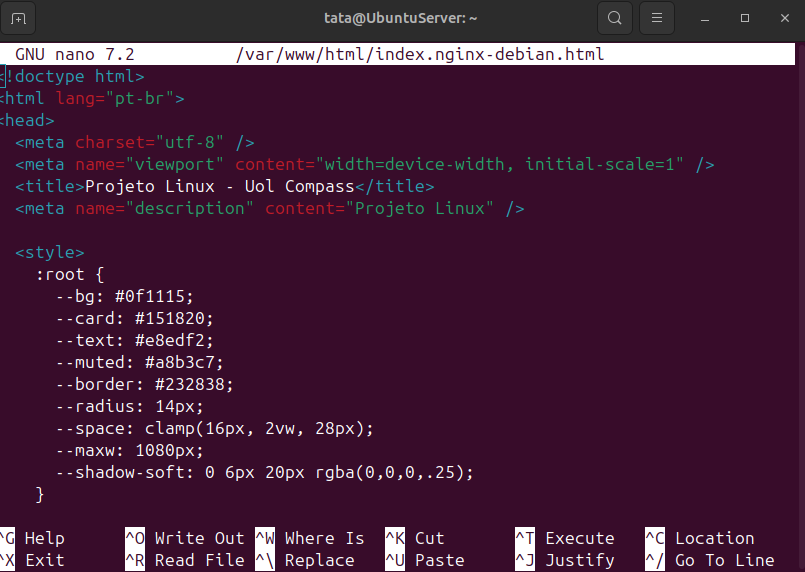 tata@UbuntuServer: ~
GNU nano 7.2 /var/www/html/index.nginx-debian.html
<!doctype html>
<html lang="pt-br">
<head>
<meta charset="utf-8" />
<meta name="viewport" content="width=device-width, initial-scale=1" />
<title>Projeto Linux - Uol Compass</title>
<meta name="description" content="Projeto Linux" />
<style>
:root {
--bg: #0f1115;
--card: #151820;
--text: #e8edf2;
--muted: #a8b3c7;
--border: #232838;
--radius: 14px;
--space: clamp(16px, 2vw, 28px);
--maxw: 1080px;
--shadow-soft: 0 6px 20px rgba(0,0,0,.25);
}
^G Help ^O Write Out ^W Where Is ^K Cut ^T Execute ^C Location
^X Exit ^R Read File ^\ Replace ^U Paste ^J Justify ^/ Go To Line